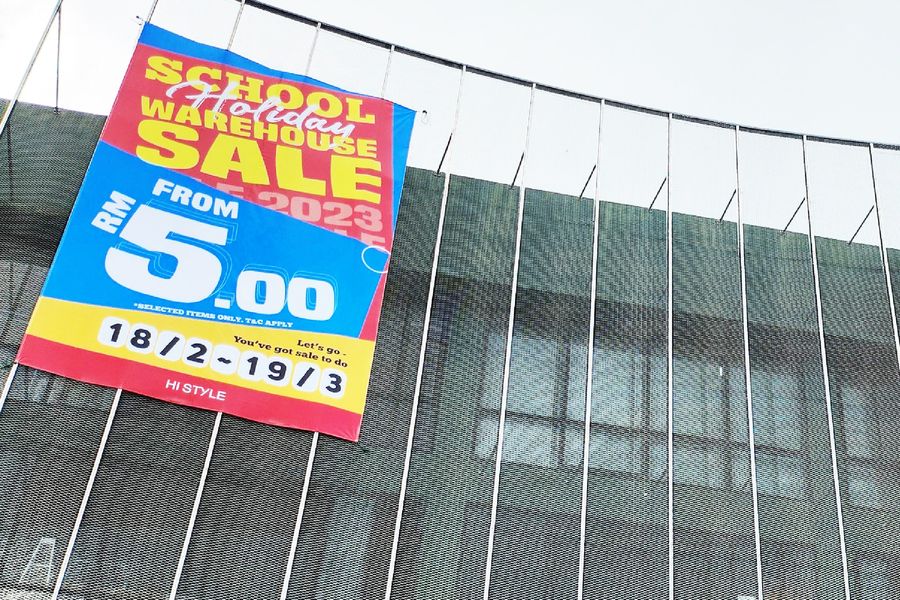 SCHOOL
Holiday
WAREHOUSE
SALE
2023
FROM
RM 5.00
*SELECTED ITEMS ONLY. T&C APPLY
Let's go -
You've got sale to do
18/2~19/3
HI STYLE
A